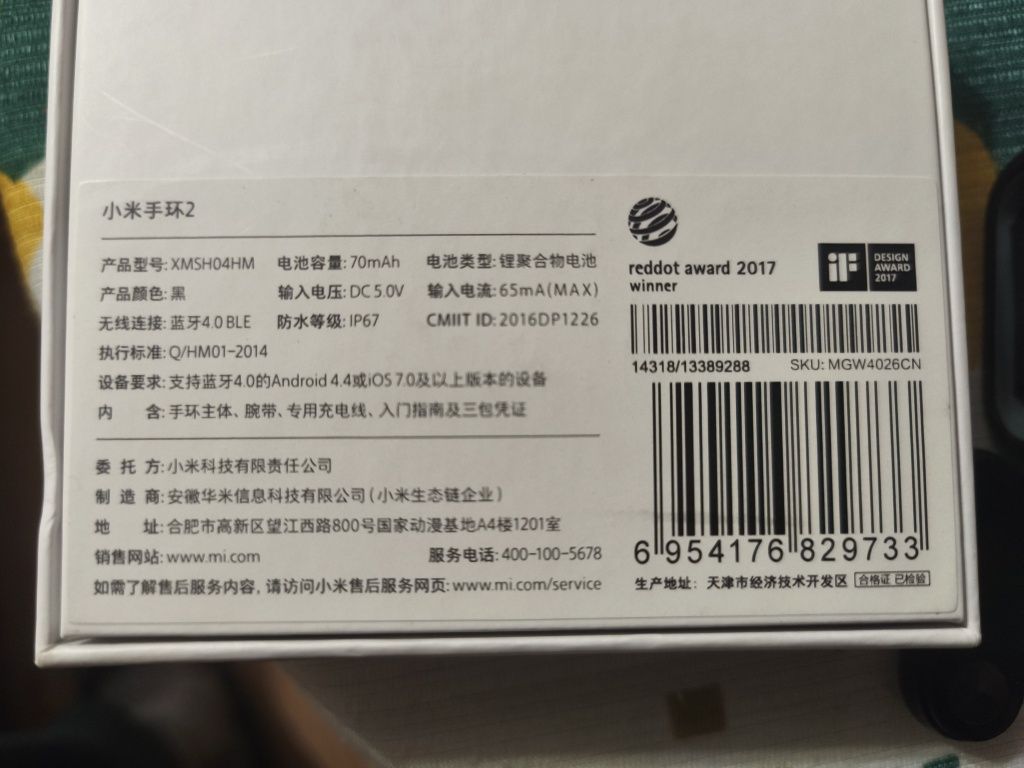 小米手环2
产品型号: XMSH04HM 电池容量: 70mAh 电池类型: 锂聚合物电池
产品颜色: 黑 输入电压: DC 5.0V 输入电流: 65mA(MAX)
无线连接: 蓝牙4.0 BLE 防水等级: IP67 CMIIT ID: 2016DP1226
执行标准: Q/HM01-2014
设备要求: 支持蓝牙4.0的Android 4.4或iOS 7.0及以上版本的设备
内 含: 手环主体、腕带、专用充电线、入门指南及三包凭证
委 托 方: 小米科技有限责任公司
制 造 商: 安徽华米信息科技有限公司(小米生态链企业)
地 址: 合肥市高新区望江西路800号国家动漫基地A4楼1201室
销售网站: www.mi.com 服务电话: 400-100-5678
如需了解售后服务内容, 请访问小米售后服务网页: www.mi.com/service
reddot award 2017
winner
iF
DESIGN
AWARD
2017
14318/13389288 SKU: MGW4026CN
6 954176 829733
生产地址: 天津市经济技术开发区 合格证 已检验